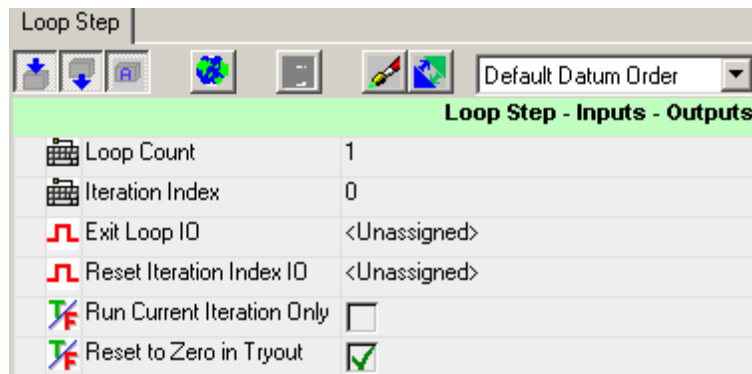 Loop Step
A
Default Datum Order
Loop Step - Inputs - Outputs
Loop Count 1
Iteration Index 0
Exit Loop IO <Unassigned>
Reset Iteration Index IO <Unassigned>
T/F Run Current Iteration Only
T/F Reset to Zero in Tryout